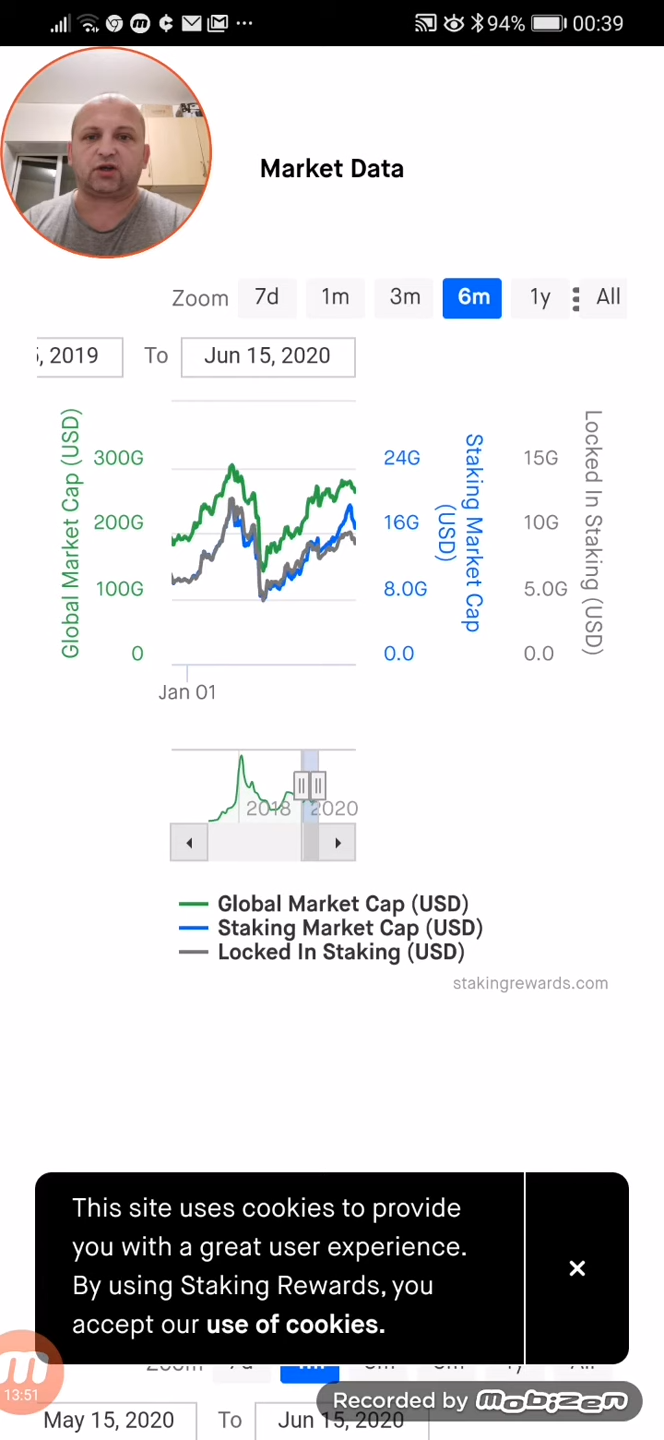 94% 00:39
Market Data
Zoom 7d 1m 3m 6m 1y All
, 2019 To Jun 15, 2020
Global Market Cap (USD)
300G
200G
100G
0
24G
16G
8.0G
0.0
Staking Market Cap
(USD)
15G
10G
5.0G
0.0
Locked In Staking (USD)
Jan 01
2018 2020
Global Market Cap (USD)
Staking Market Cap (USD)
Locked In Staking (USD)
stakingrewards.com
This site uses cookies to provide
you with a great user experience.
By using Staking Rewards, you
accept our use of cookies.
13:51
Recorded by Mobizen
May 15, 2020 To Jun 15, 2020